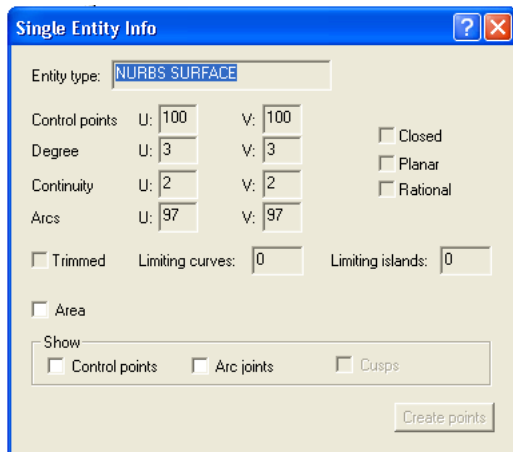 Single Entity Info
Entity type: NURBS SURFACE
Control points U: 100 V: 100
Closed
Degree U: 3 V: 3
Planar
Continuity U: 2 V: 2
Rational
Arcs U: 97 V: 97
Trimmed Limiting curves: 0 Limiting islands: 0
Area
Show
Control points Arc joints Cusps
Create points